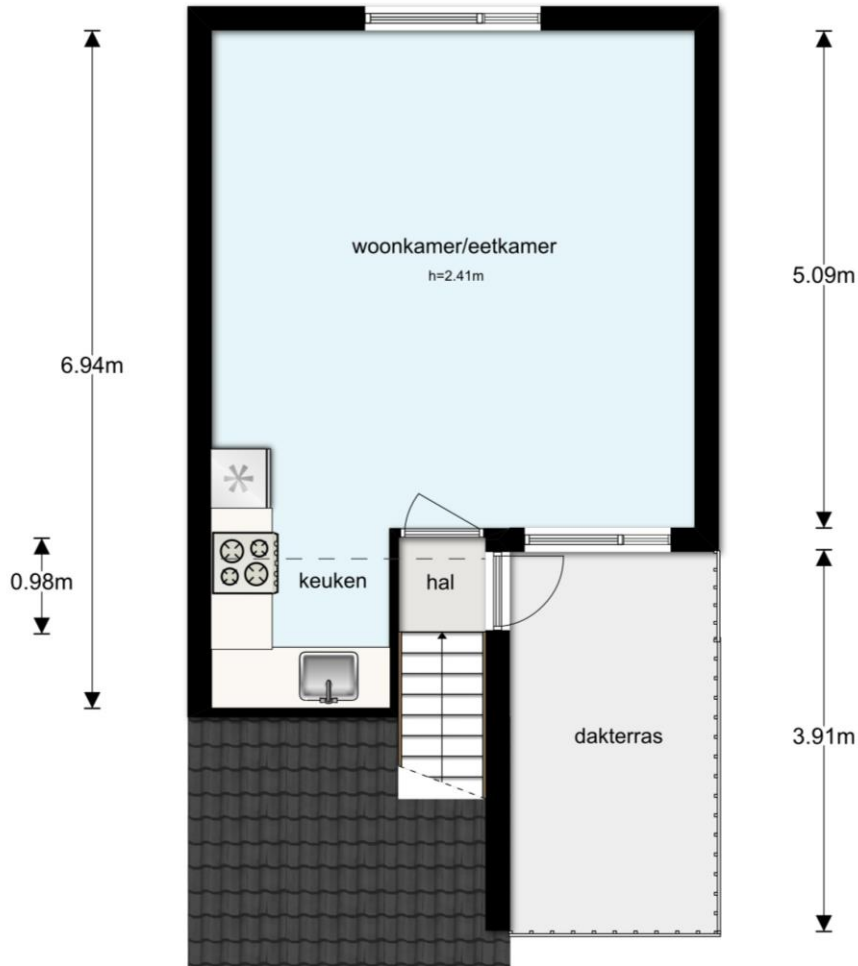 woonkamer/eetkamer
h=2.41m
5.09m
6.94m
0.98m
keuken
hal
dakterras
3.91m